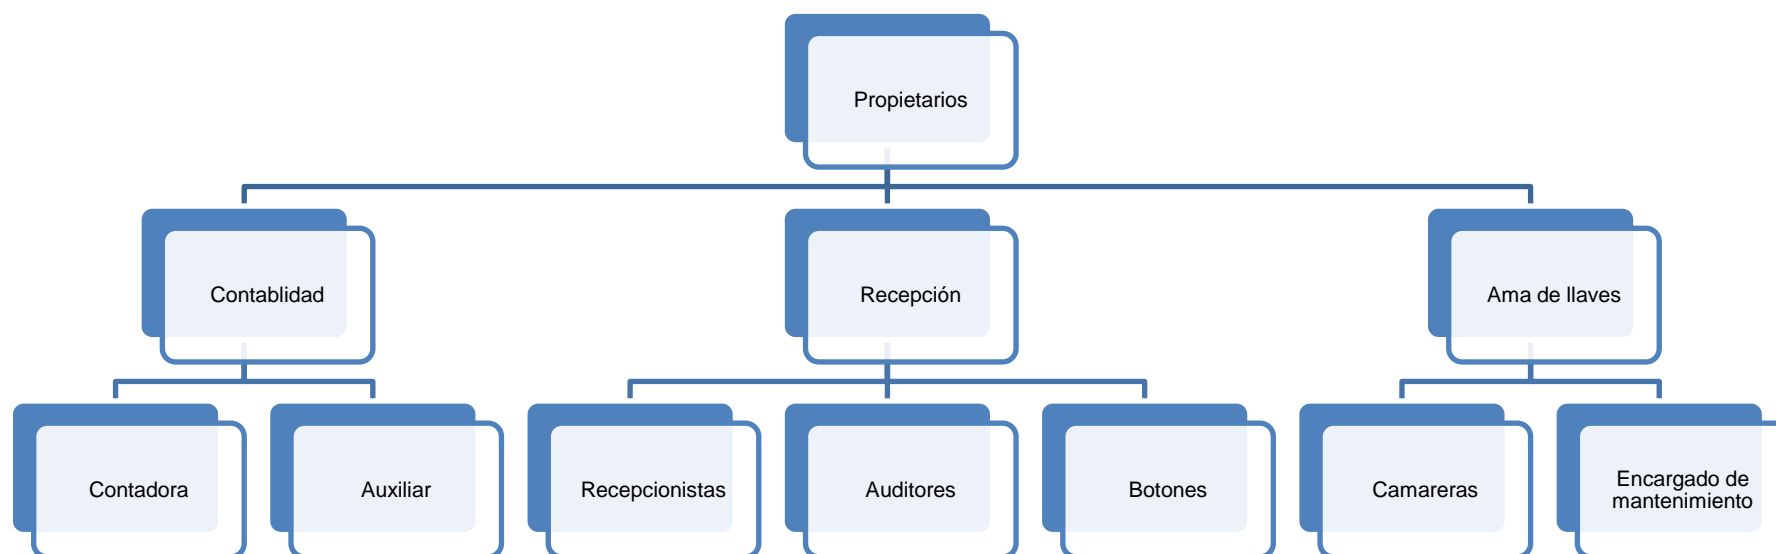 Propietarios
Contablidad
Recepción
Ama de llaves
Contadora
Auxiliar
Recepcionistas
Auditores
Botones
Camareras
Encargado de
mantenimiento